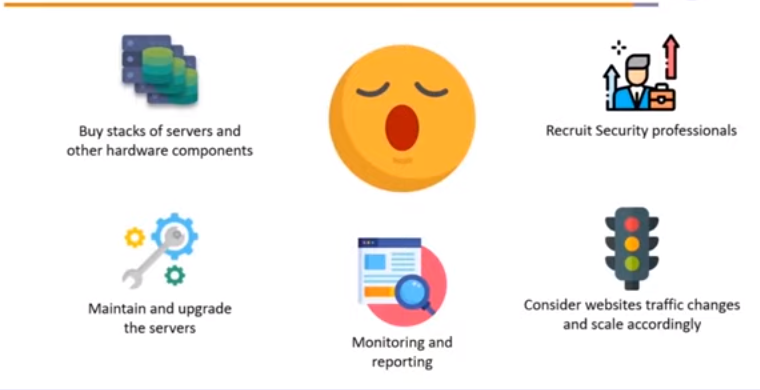 Buy stacks of servers and
other hardware components
Recruit Security professionals
Maintain and upgrade
the servers
Monitoring and
reporting
Consider websites traffic changes
and scale accordingly